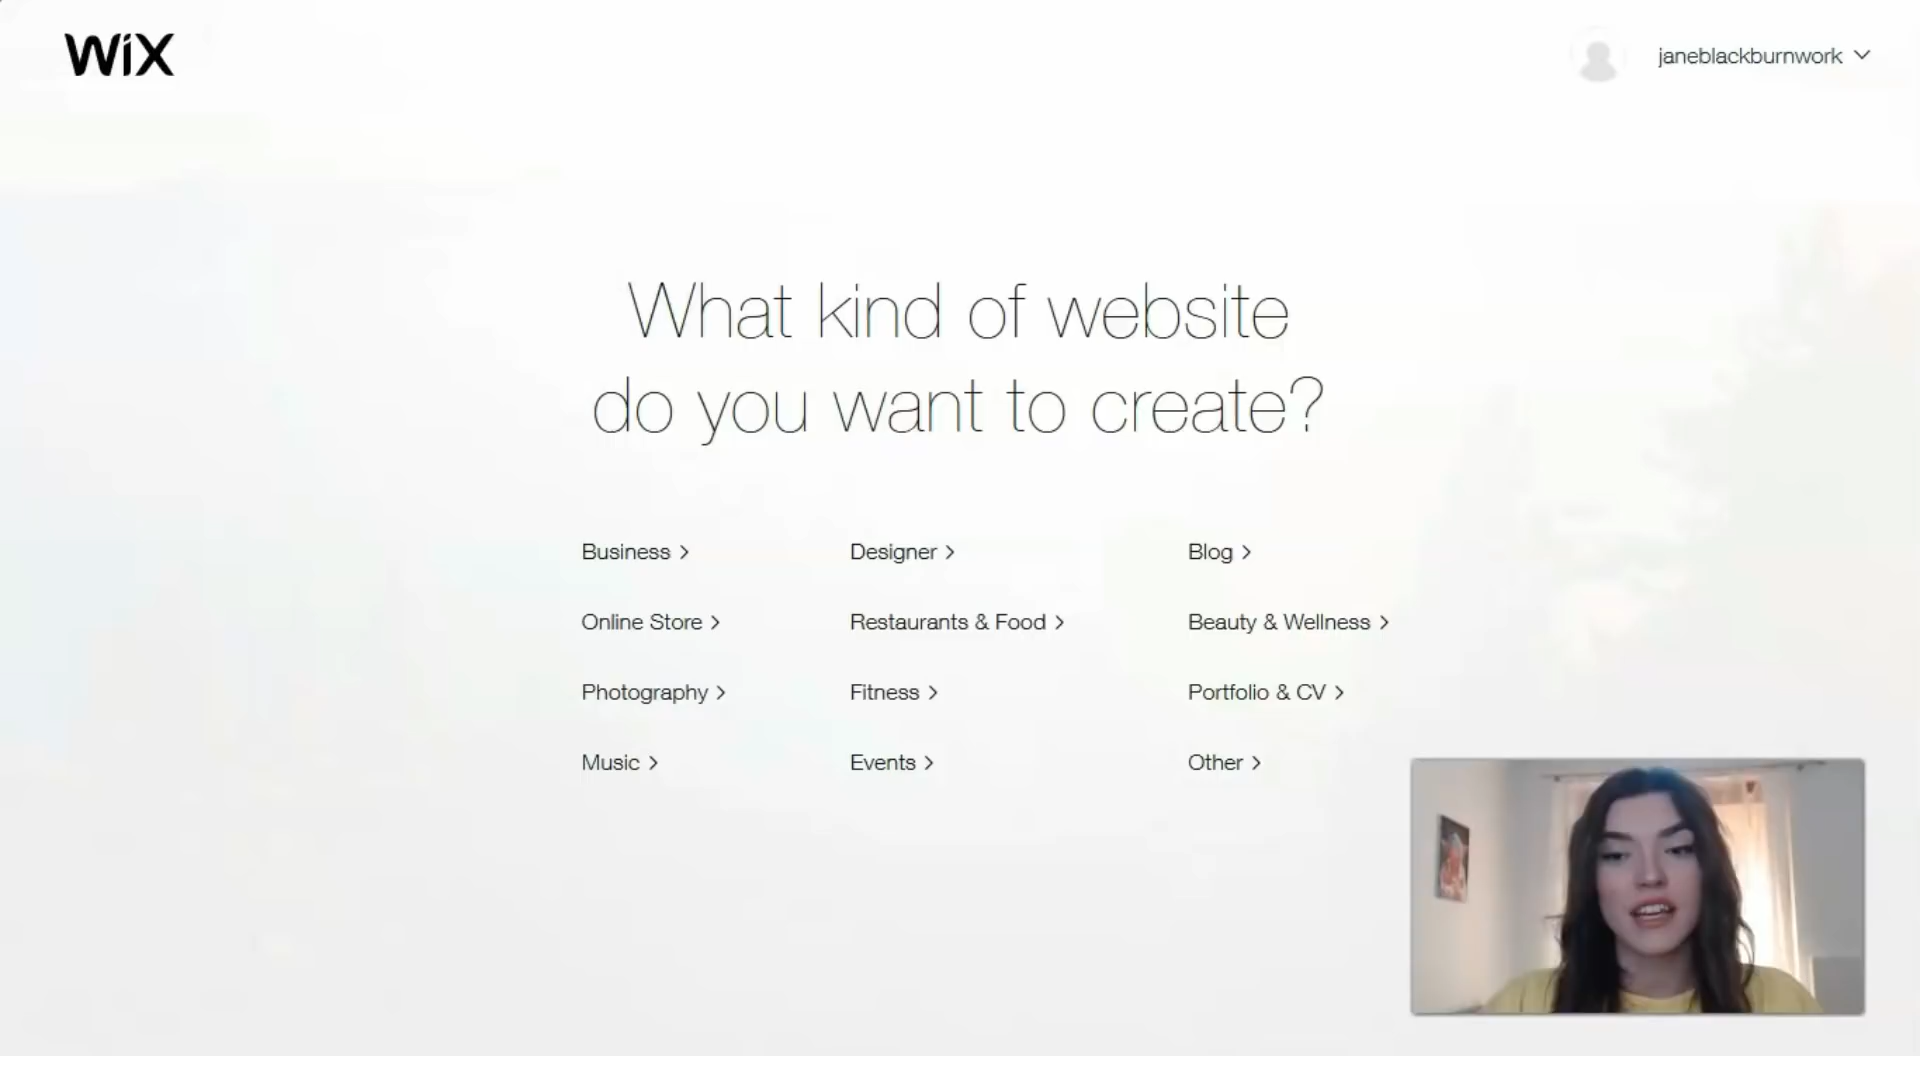 WiX
janeblackburnwork
What kind of website
do you want to create?
Business >
Designer >
Blog >
Online Store >
Restaurants & Food >
Beauty & Wellness >
Photography >
Fitness >
Portfolio & CV >
Music >
Events >
Other >